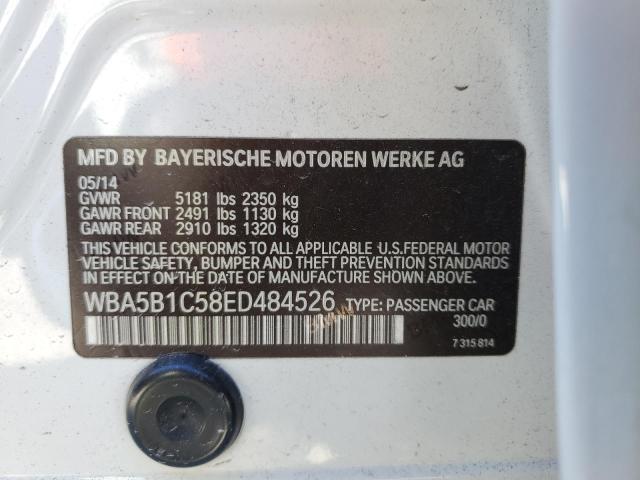 MFD BY BAYERISCHE MOTOREN WERKE AG
05/14
GVWR 5181 lbs 2350 kg
GAWR FRONT 2491 lbs 1130 kg
GAWR REAR 2910 lbs 1320 kg
THIS VEHICLE CONFORMS TO ALL APPLICABLE U.S.FEDERAL MOTOR
VEHICLE SAFETY, BUMPER AND THEFT PREVENTION STANDARDS
IN EFFECT ON THE DATE OF MANUFACTURE SHOWN ABOVE.
WBA5B1C58ED484526 TYPE: PASSENGER CAR
300/0
7 315 814